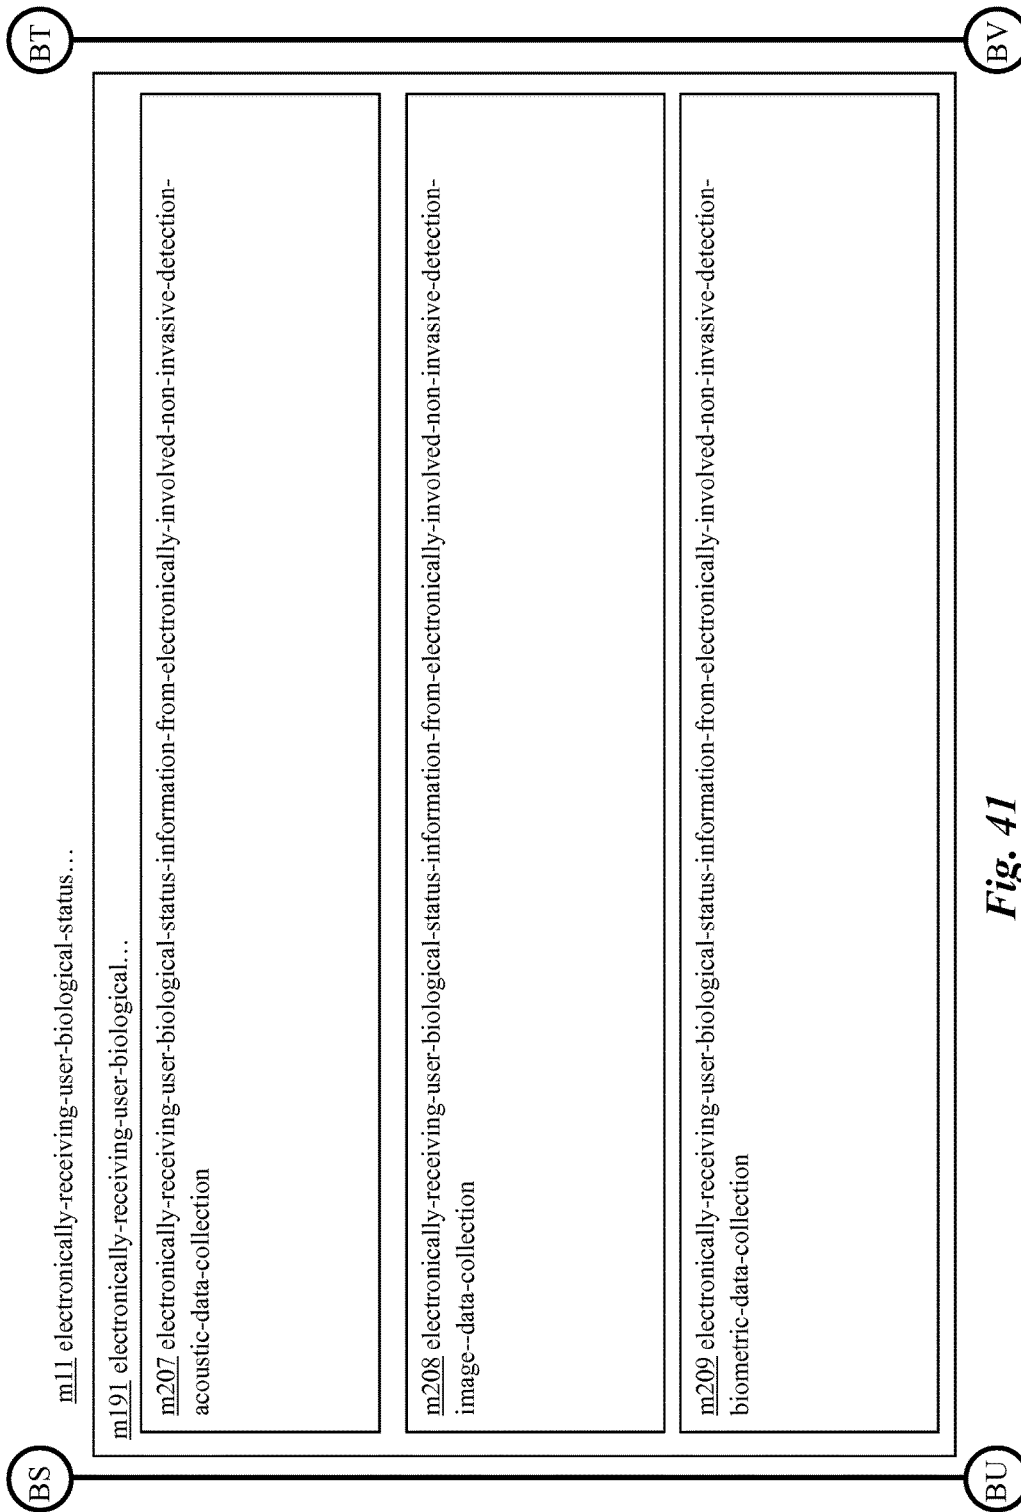 BS
BT
m11 electronically-receiving-user-biological-status…
m191 electronically-receiving-user-biological…
m207 electronically-receiving-user-biological-status-information-from-electronically-involved-non-invasive-detection-
acoustic-data-collection
m208 electronically-receiving-user-biological-status-information-from-electronically-involved-non-invasive-detection-
image--data-collection
m209 electronically-receiving-user-biological-status-information-from-electronically-involved-non-invasive-detection-
biometric-data-collection
BU
BV
Fig. 41